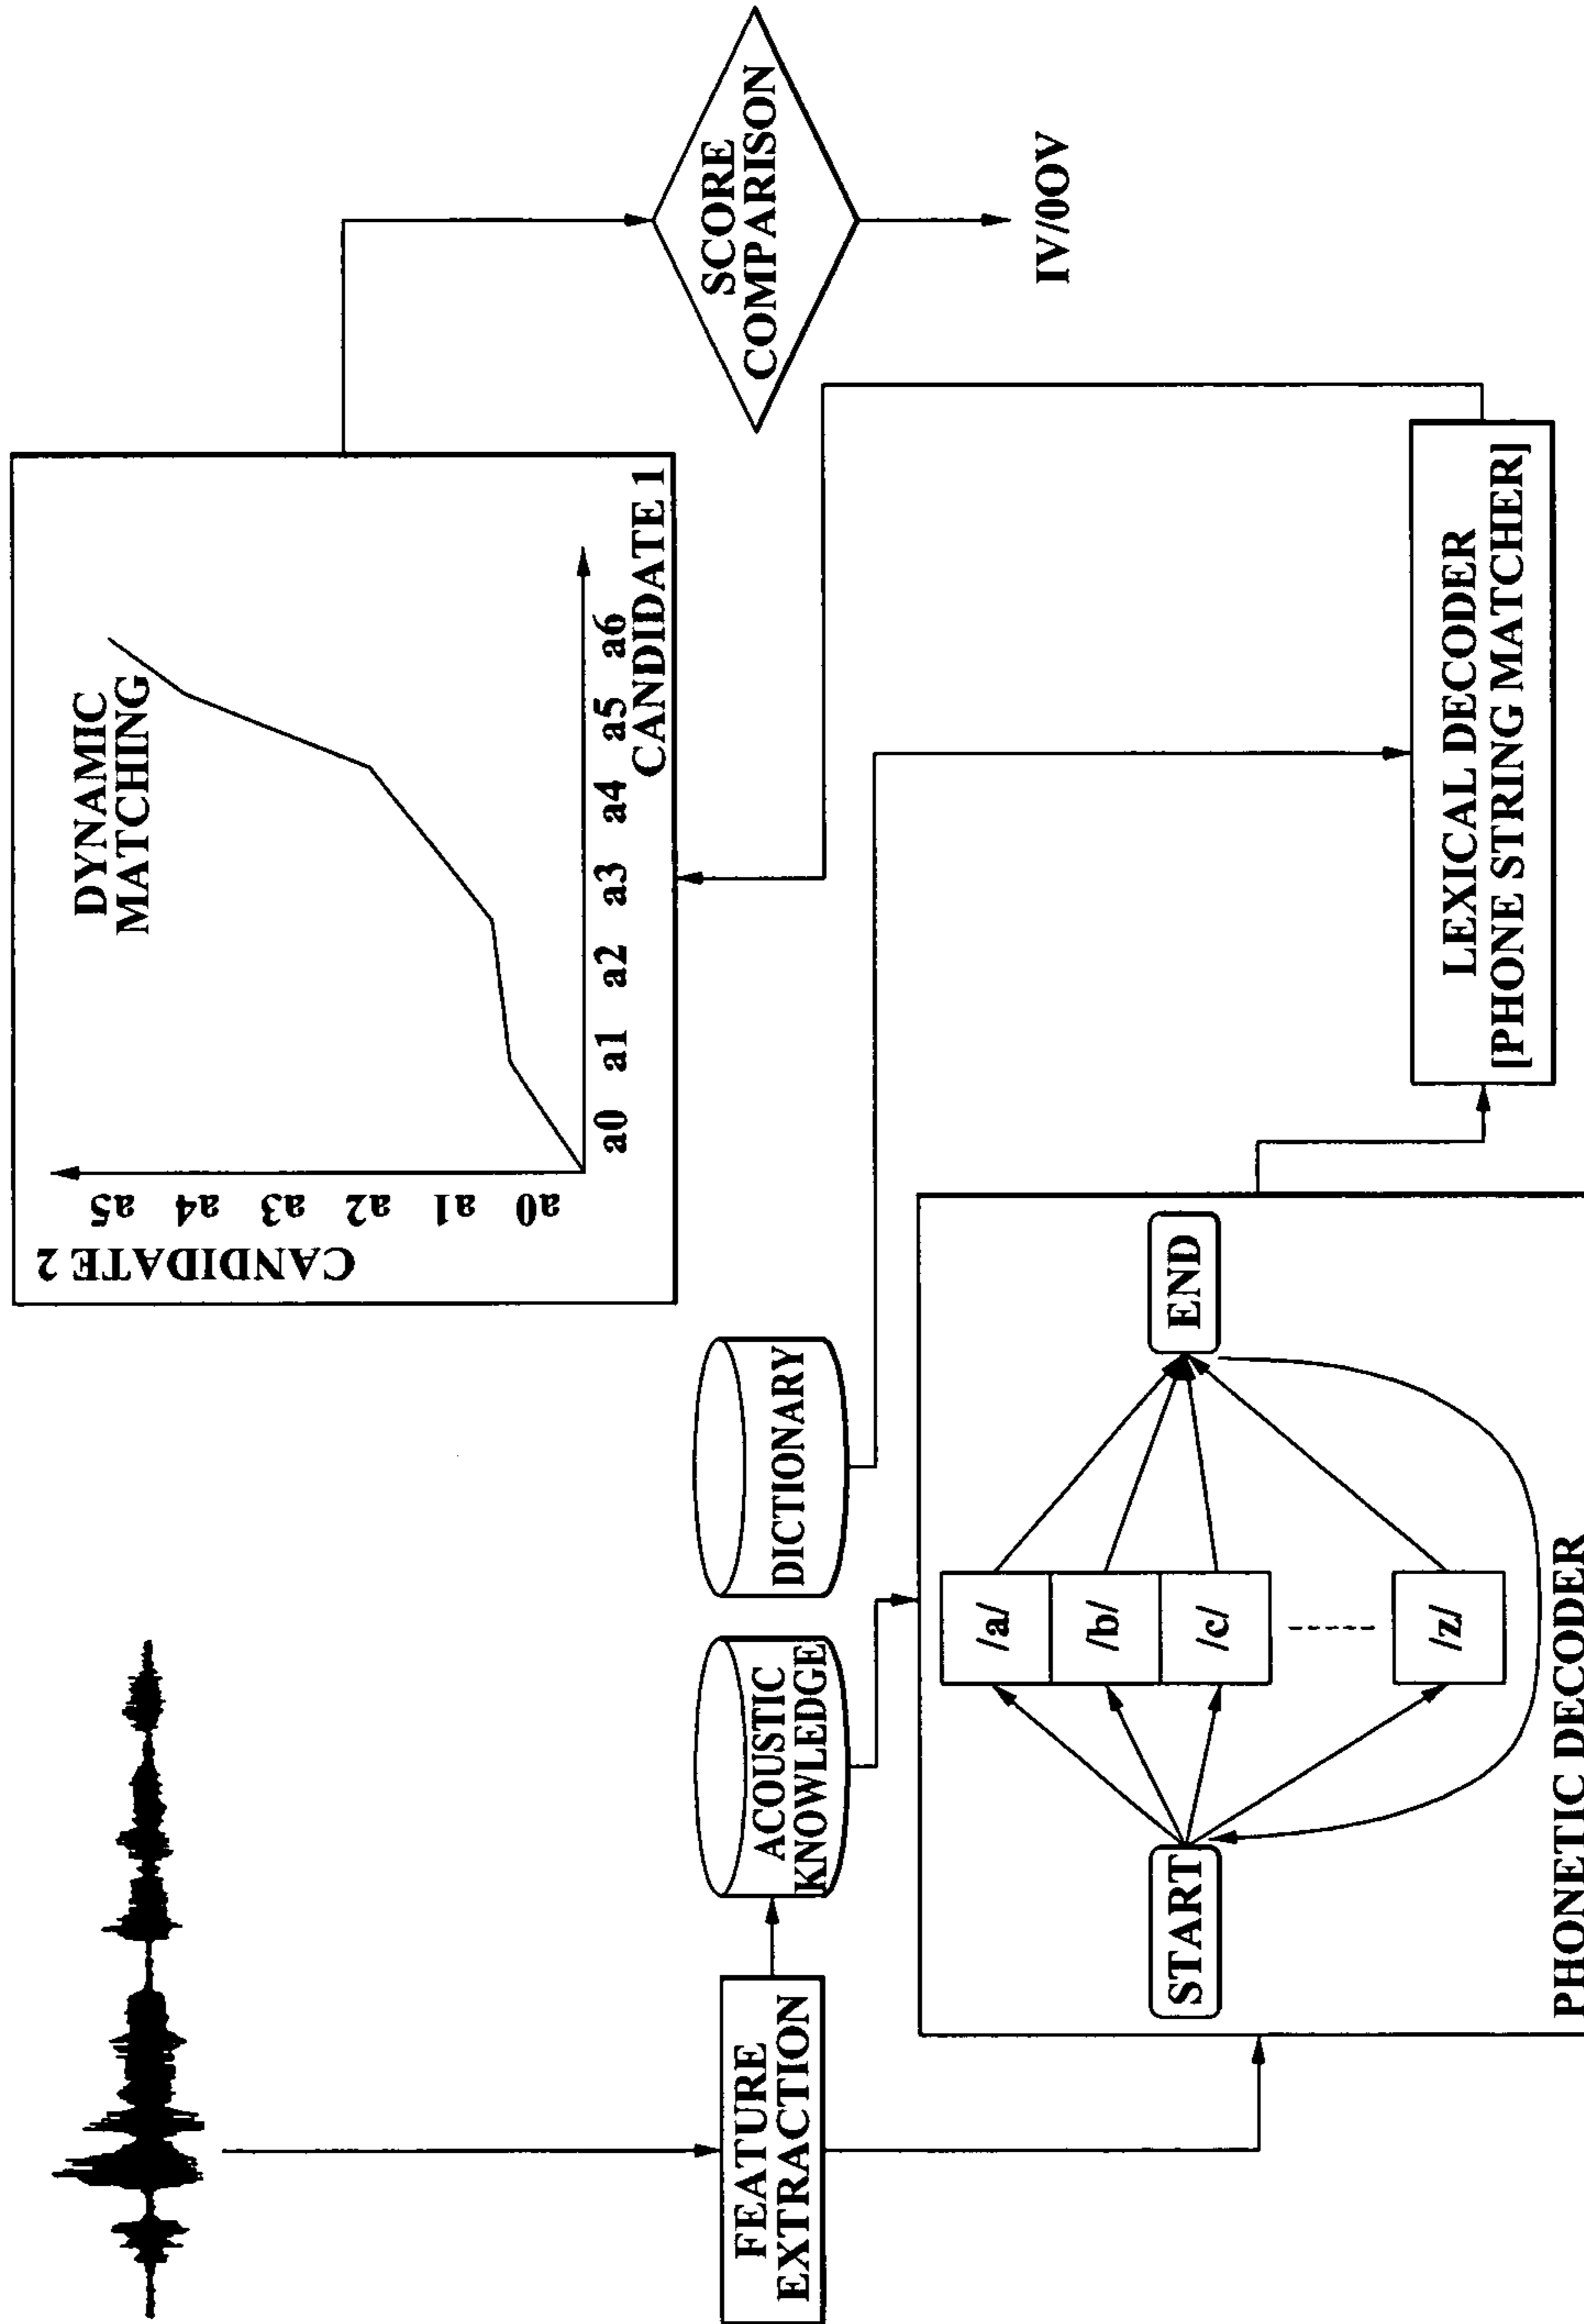 DYNAMIC
MATCHING
CANDIDATE 2
a5
a4
a3
a2
a1
a0
a0 a1 a2 a3 a4 a5 a6
CANDIDATE 1
FEATURE
EXTRACTION
ACOUSTIC
KNOWLEDGE
DICTIONARY
SCORE
COMPARISON
IV/0OV
START
/a/
/b/
/c/
/z/
END
PHONETIC DECODER
LEXICAL DECODER
[PHONE STRING MATCHER]